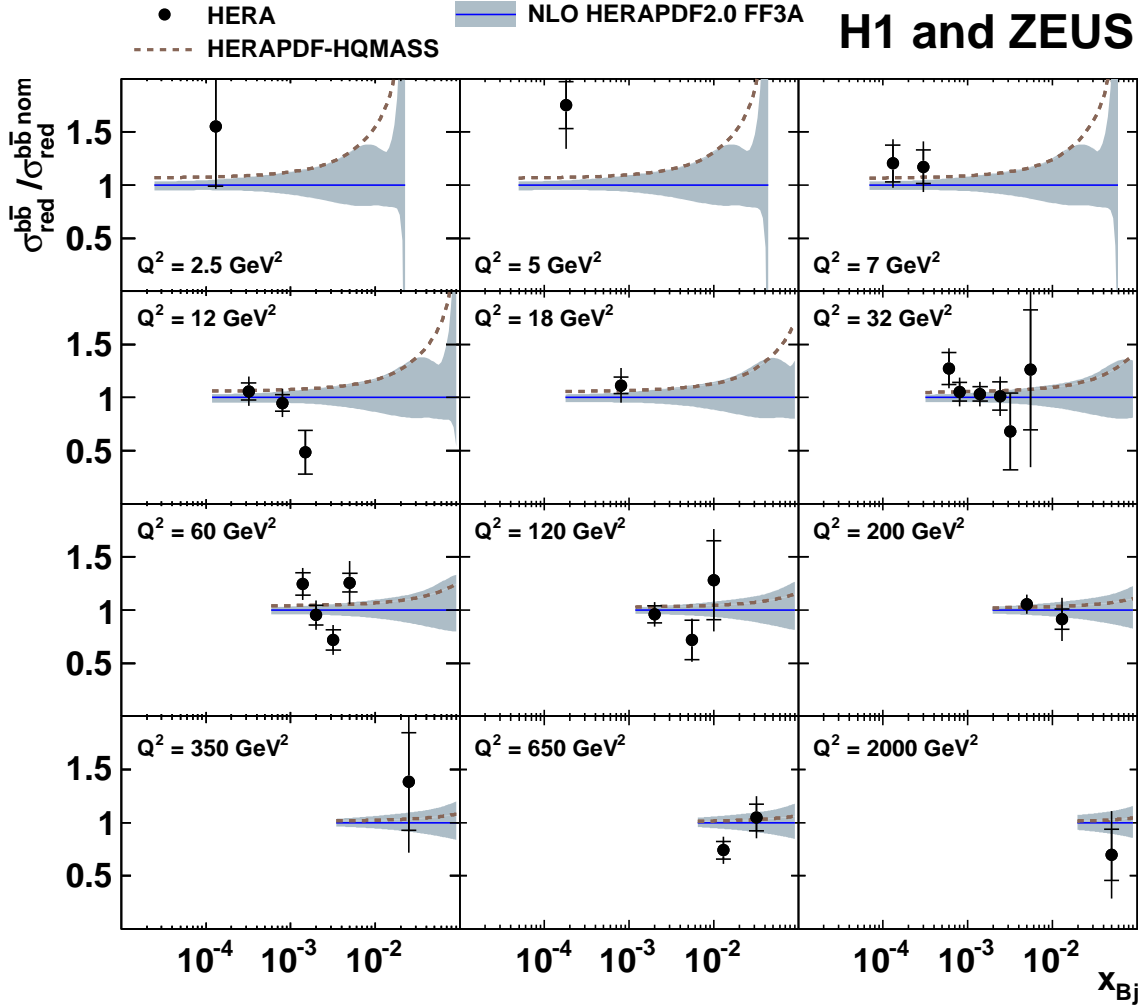 HERA
NLO HERAPDF2.0 FF3A
HERAPDF-HQMASS
H1 and ZEUS
σ_red^bb̅ /σ_red^bb̅ nom
1.5
1
0.5
Q² = 2.5 GeV²
Q² = 5 GeV²
Q² = 7 GeV²
1.5
1
0.5
Q² = 12 GeV²
Q² = 18 GeV²
Q² = 32 GeV²
1.5
1
0.5
Q² = 60 GeV²
Q² = 120 GeV²
Q² = 200 GeV²
1.5
1
0.5
Q² = 350 GeV²
Q² = 650 GeV²
Q² = 2000 GeV²
10⁻⁴ 10⁻³ 10⁻² 10⁻⁴ 10⁻³ 10⁻² 10⁻⁴ 10⁻³ 10⁻²
x_Bj